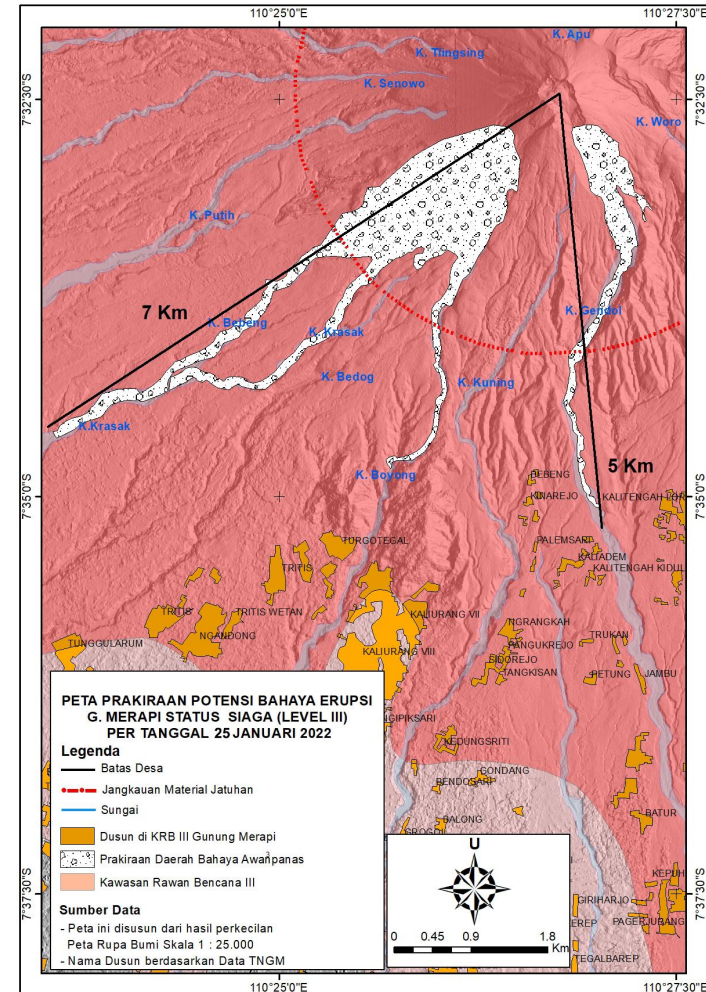 110°25'0"E
110°27'30"E
K. Apu
K. Tlingsing
K. Senowo
7°32'30"S
7°32'30"S
K. Woro
K. Putih
7 Km
K. Bebeng
K. Krasak
K. Gendol
K. Bedog
K. Kuning
K.Krasak
5 Km
K. Boyong
BEBENG
KINAREJO
KALITENGAH LOR
7°35'0"S
7°35'0"S
TURGOTEGAL
PALEMSARI
KALIADEM
KALITENGAH KIDUL
TRITIS
TRITIS
TRITIS WETAN
KALIURANG VII
NGRANGKAH
TUNGGULARUM
NGANDONG
KALIURANG VIII
PANGUKREJO
TRUKAN
SIDOREJO
TANGKISAN
PETUNG
JAMBU
NGIPIKSARI
KEDUNGSRITI
GONDANG
BENDOSARI
BATUR
BALONG
GROGOL
KEPUH
GIRIHARJO
EREP
PAGERJURANG
TEGALBAREP
7°37'30"S
7°37'30"S
PETA PRAKIRAAN POTENSI BAHAYA ERUPSI
G. MERAPI STATUS SIAGA (LEVEL III)
PER TANGGAL 25 JANUARI 2022
Legenda
Batas Desa
Jangkauan Material Jatuhan
Sungai
Dusun di KRB III Gunung Merapi
Prakiraan Daerah Bahaya Awanpanas
Kawasan Rawan Bencana III
Sumber Data
- Peta ini disusun dari hasil perkecilan
Peta Rupa Bumi Skala 1 : 25.000
- Nama Dusun berdasarkan Data TNGM
U
0 0.45 0.9 1.8
Km
110°25'0"E
110°27'30"E